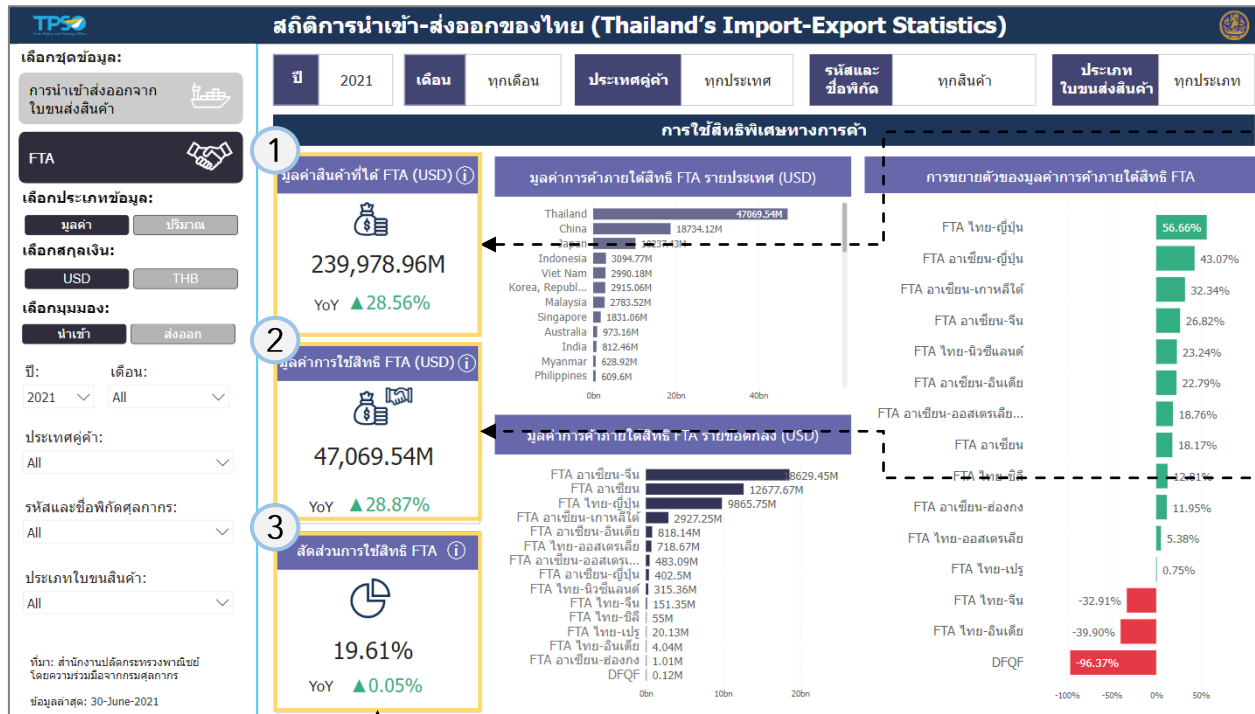 TPSO
สถิติการนำเข้า-ส่งออกของไทย (Thailand's Import-Export Statistics)
เลือกชุดข้อมูล:
การนำเข้าส่งออกจาก
ใบขนส่งสินค้า
FTA
เลือกประเภทข้อมูล:
มูลค่า ปริมาณ
เลือกสกุลเงิน:
USD THB
เลือกมุมมอง:
นำเข้า ส่งออก
ปี: เดือน:
2021 All
ประเทศคู่ค้า:
All
รหัสและชื่อพิกัดศุลกากร:
All
ประเภทใบขนสินค้า:
All
ที่มา: สำนักงานปลัดกระทรวงพาณิชย์
โดยความร่วมมือจากกรมศุลกากร
ข้อมูลล่าสุด: 30-June-2021
ปี 2021 เดือน ทุกเดือน ประเทศคู่ค้า ทุกประเทศ รหัสและ
ชื่อพิกัด ทุกสินค้า ประเภท
ใบขนส่งสินค้า ทุกประเภท
การใช้สิทธิพิเศษทางการค้า
1
มูลค่าสินค้าที่ได้ FTA (USD)
239,978.96M
YoY ▲28.56%
2
มูลค่าการใช้สิทธิ FTA (USD)
47,069.54M
YoY ▲28.87%
3
สัดส่วนการใช้สิทธิ FTA
19.61%
YoY ▲0.05%
มูลค่าการค้าภายใต้สิทธิ FTA รายประเทศ (USD)
Thailand 47069.54M
China 18734.12M
Japan 10237.43M
Indonesia 3094.77M
Viet Nam 2990.18M
Korea, Republ... 2915.06M
Malaysia 2783.52M
Singapore 1831.06M
Australia 973.16M
India 812.46M
Myanmar 628.92M
Philippines 609.6M
0bn 20bn 40bn
มูลค่าการค้าภายใต้สิทธิ FTA รายข้อตกลง (USD)
FTA อาเซียน-จีน 18629.45M
FTA อาเซียน 12677.67M
FTA ไทย-ญี่ปุ่น 9865.75M
FTA อาเซียน-เกาหลีใต้ 2927.25M
FTA อาเซียน-อินเดีย 818.14M
FTA ไทย-ออสเตรเลีย 718.67M
FTA อาเซียน-ออสเตรเ... 483.09M
FTA อาเซียน-ญี่ปุ่น 402.5M
FTA ไทย-นิวซีแลนด์ 315.36M
FTA ไทย-จีน 151.35M
FTA ไทย-ชิลี 55M
FTA ไทย-เปรู 20.13M
FTA ไทย-อินเดีย 4.04M
FTA อาเซียน-ฮ่องกง 1.01M
DFQF 0.12M
0bn 10bn 20bn
การขยายตัวของมูลค่าการค้าภายใต้สิทธิ FTA
FTA ไทย-ญี่ปุ่น 56.66%
FTA อาเซียน-ญี่ปุ่น 43.07%
FTA อาเซียน-เกาหลีใต้ 32.34%
FTA อาเซียน-จีน 26.82%
FTA ไทย-นิวซีแลนด์ 23.24%
FTA อาเซียน-อินเดีย 22.79%
FTA อาเซียน-ออสเตรเลีย... 18.76%
FTA อาเซียน 18.17%
FTA ไทย-ชิลี 12.81%
FTA อาเซียน-ฮ่องกง 11.95%
FTA ไทย-ออสเตรเลีย 5.38%
FTA ไทย-เปรู 0.75%
FTA ไทย-จีน -32.91%
FTA ไทย-อินเดีย -39.90%
DFQF -96.37%
-100% -50% 0% 50%